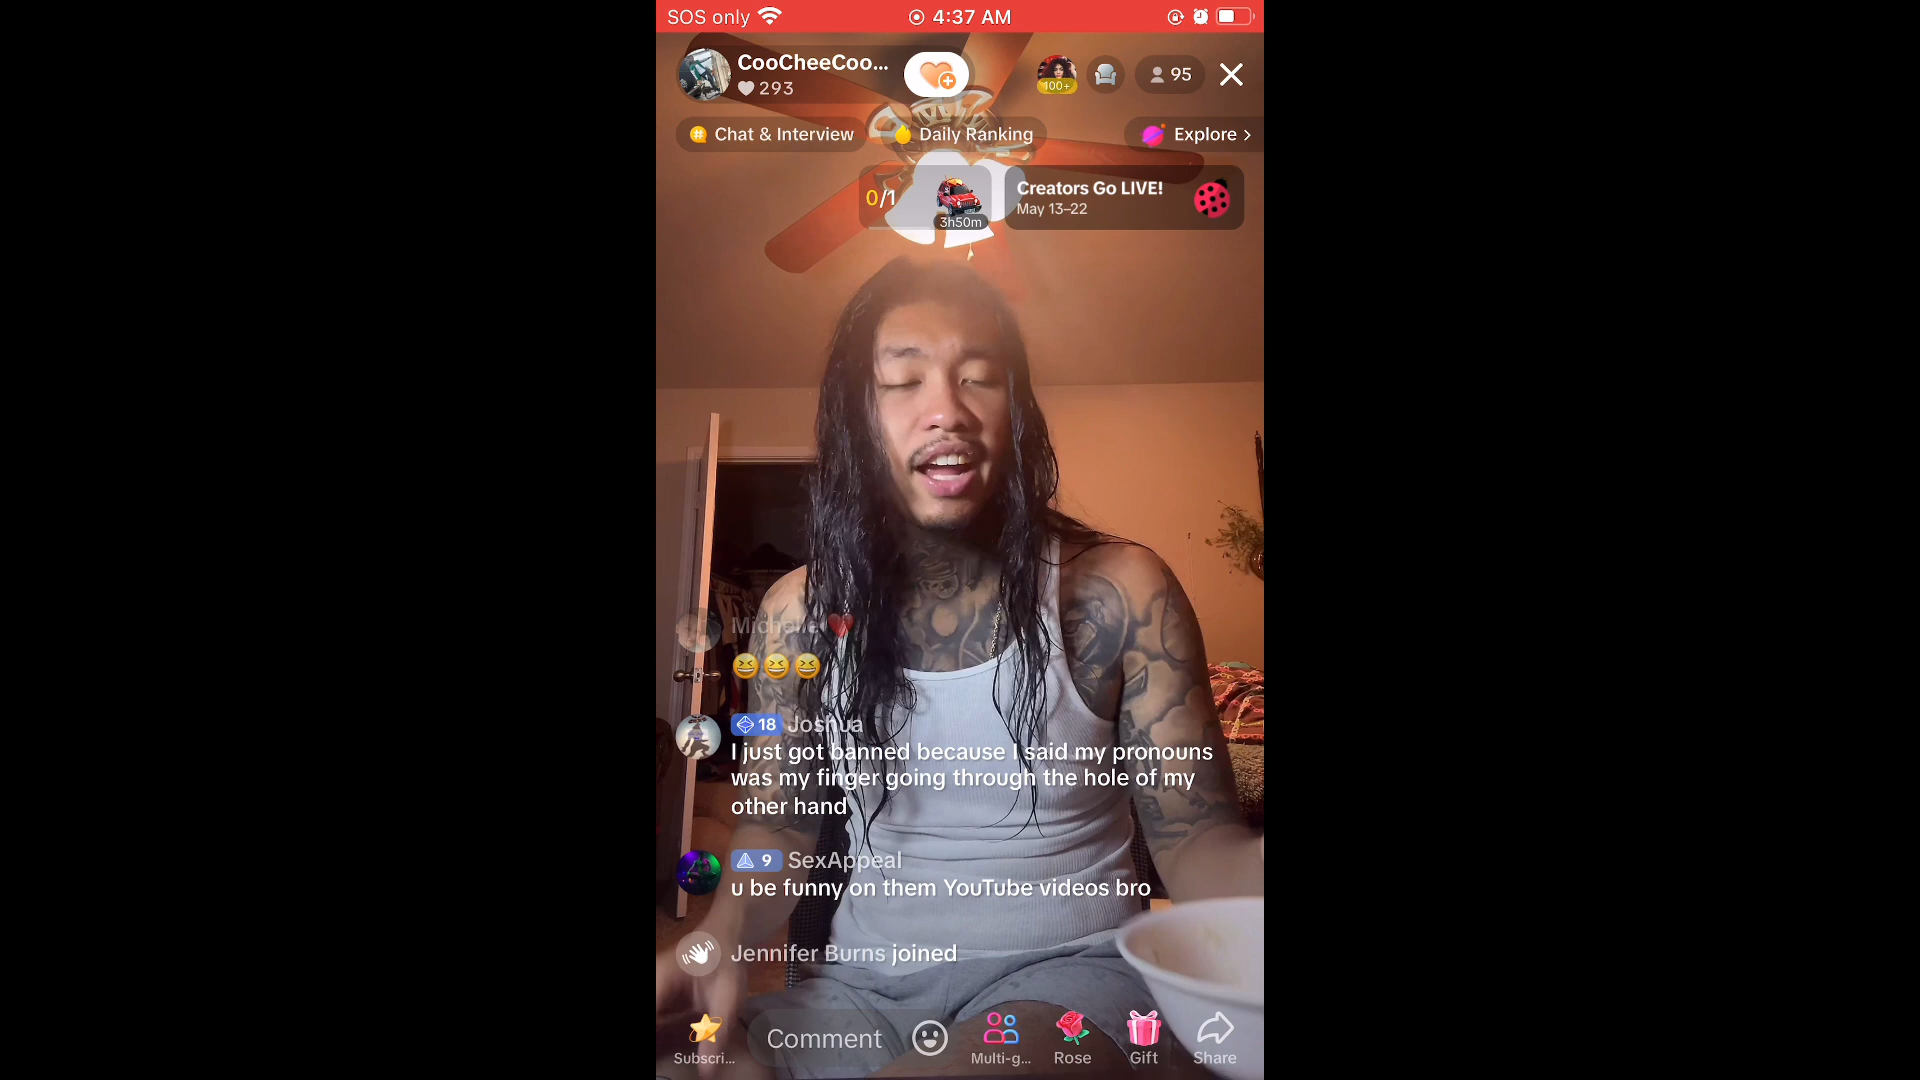 SOS only
4:37 AM
CooCheeCoo...
293
100+
95
Chat & Interview
Daily Ranking
Explore
0/1
3h50m
Creators Go LIVE!
May 13–22
Michelle
18 Joshua
I just got banned because I said my pronouns
was my finger going through the hole of my
other hand
9 SexAppeal
u be funny on them YouTube videos bro
Jennifer Burns joined
Subscri...
Comment
Multi-g...
Rose
Gift
Share